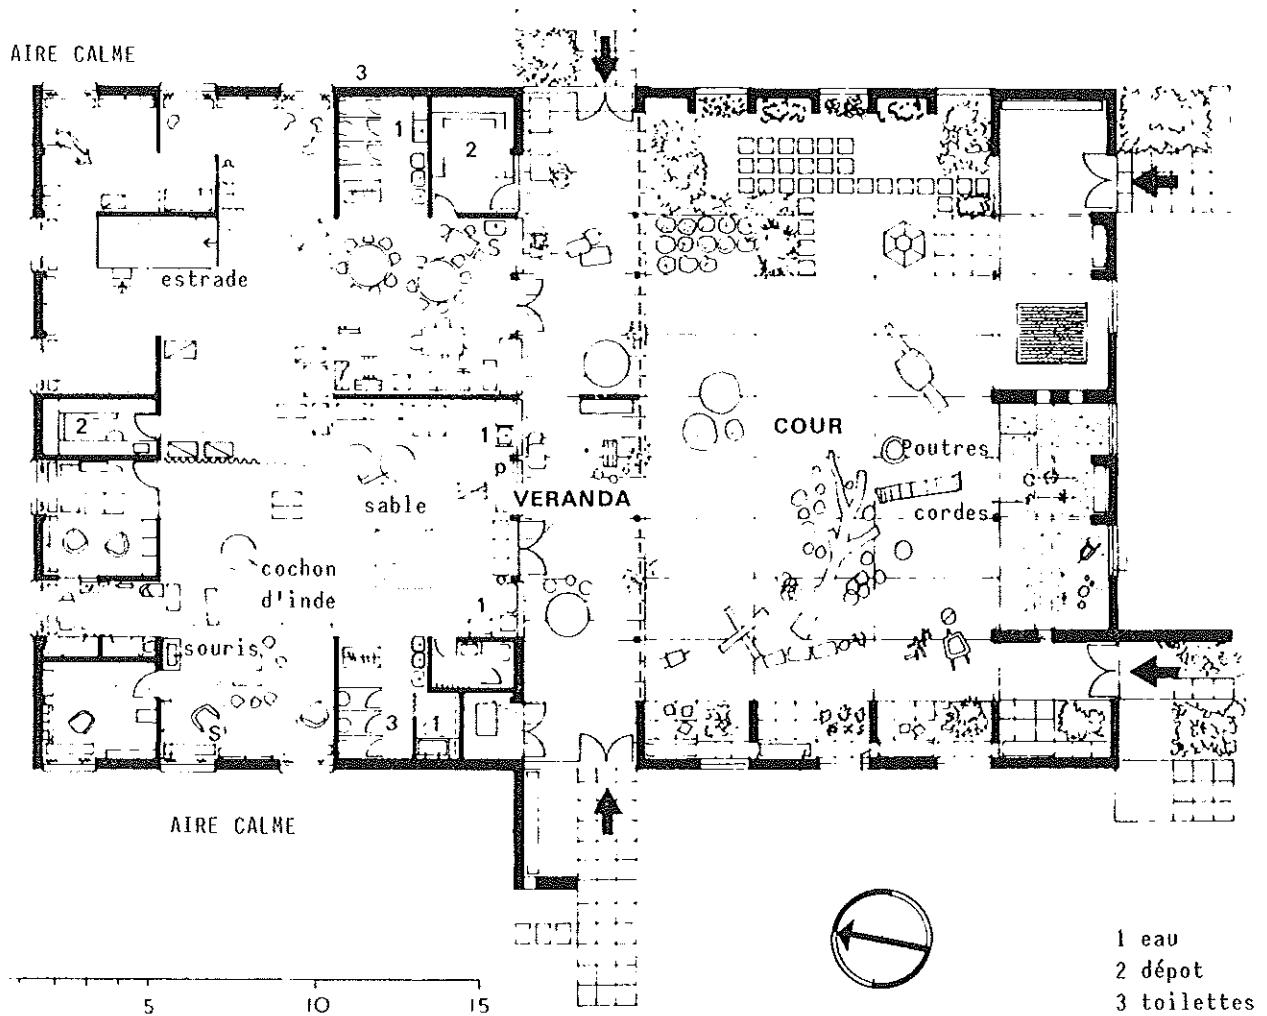 AIRE CALME
3
1
2
S
estrade
2
1
p
COUR
Poutres
sable
VERANDA
cordes
cochon
d'inde
1
souris
S
3
1
AIRE CALME
1 eau
2 dépot
3 toilettes
5 10 15